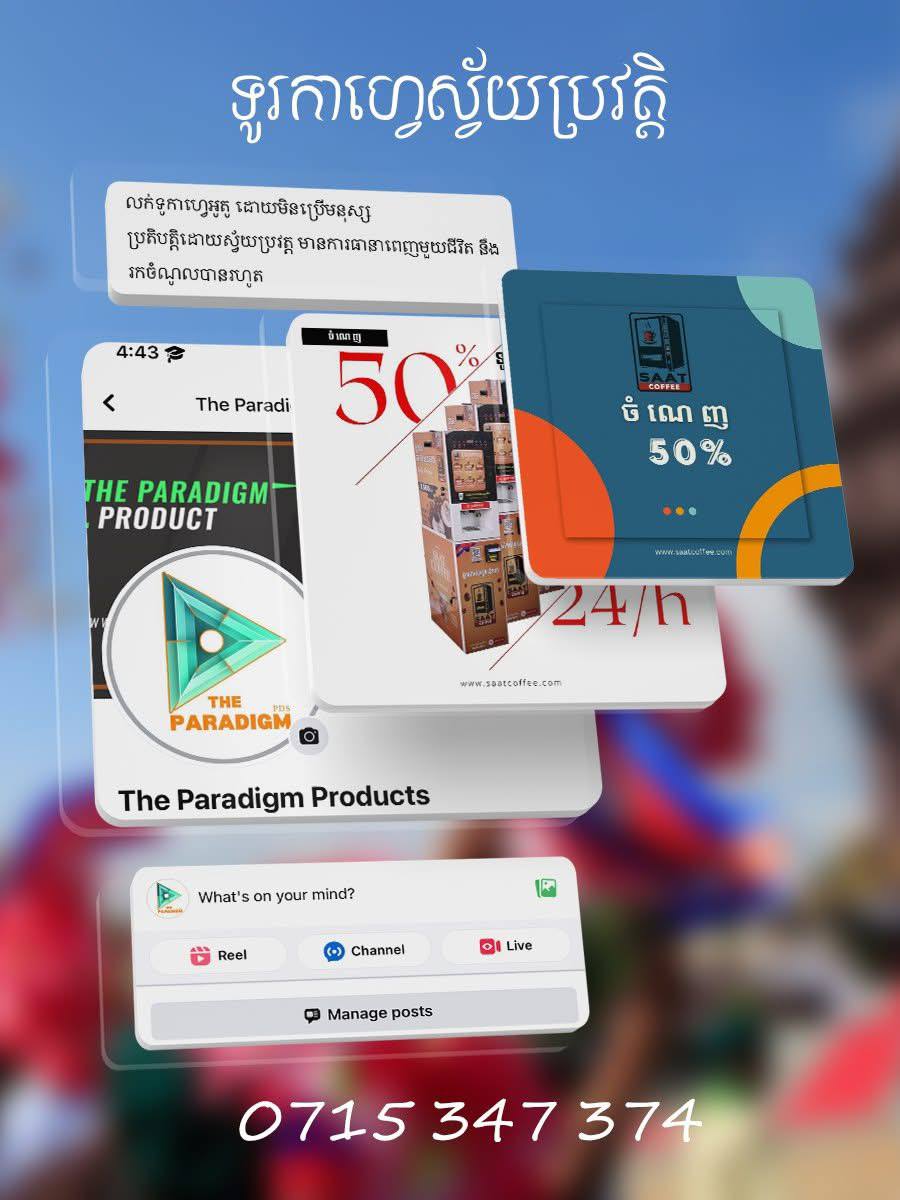 ទូរកាហ្វេស្វ័យប្រវត្តិ
លក់ទូកាហ្វេអូតូ ដោយមិនប្រើមនុស្ស
ប្រតិបត្តិដោយស្វ័យប្រវត្ត មានការធានាពេញមួយជីវិត នឹង
រកចំណូលបានរហូត
4:43
The Paradi
THE PARADIGM
PRODUCT
THE
PDS
PARADIGM
The Paradigm Products
ចំណេញ
50%
24/h
www.saatcoffee.com
SAAT
COFFEE
ចំណេញ
50%
www.saatcoffee.com
What's on your mind?
Reel
Channel
Live
Manage posts
0715 347 374